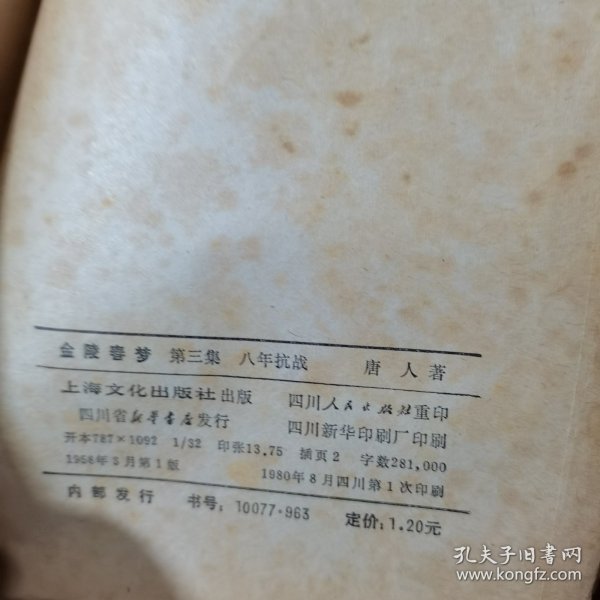 金陵春梦 第三集 八年抗战 唐人著
上海文化出版社出版 四川人民出版社重印
四川省新华书店发行 四川新华印刷厂印刷
开本787×1092 1/32 印张13.75 插页2 字数281,000
1958年3月第1版 1980年8月四川第1次印刷
内部发行 书号：10077·963 定价：1.20元
孔夫子旧书网
www.kongfz.com